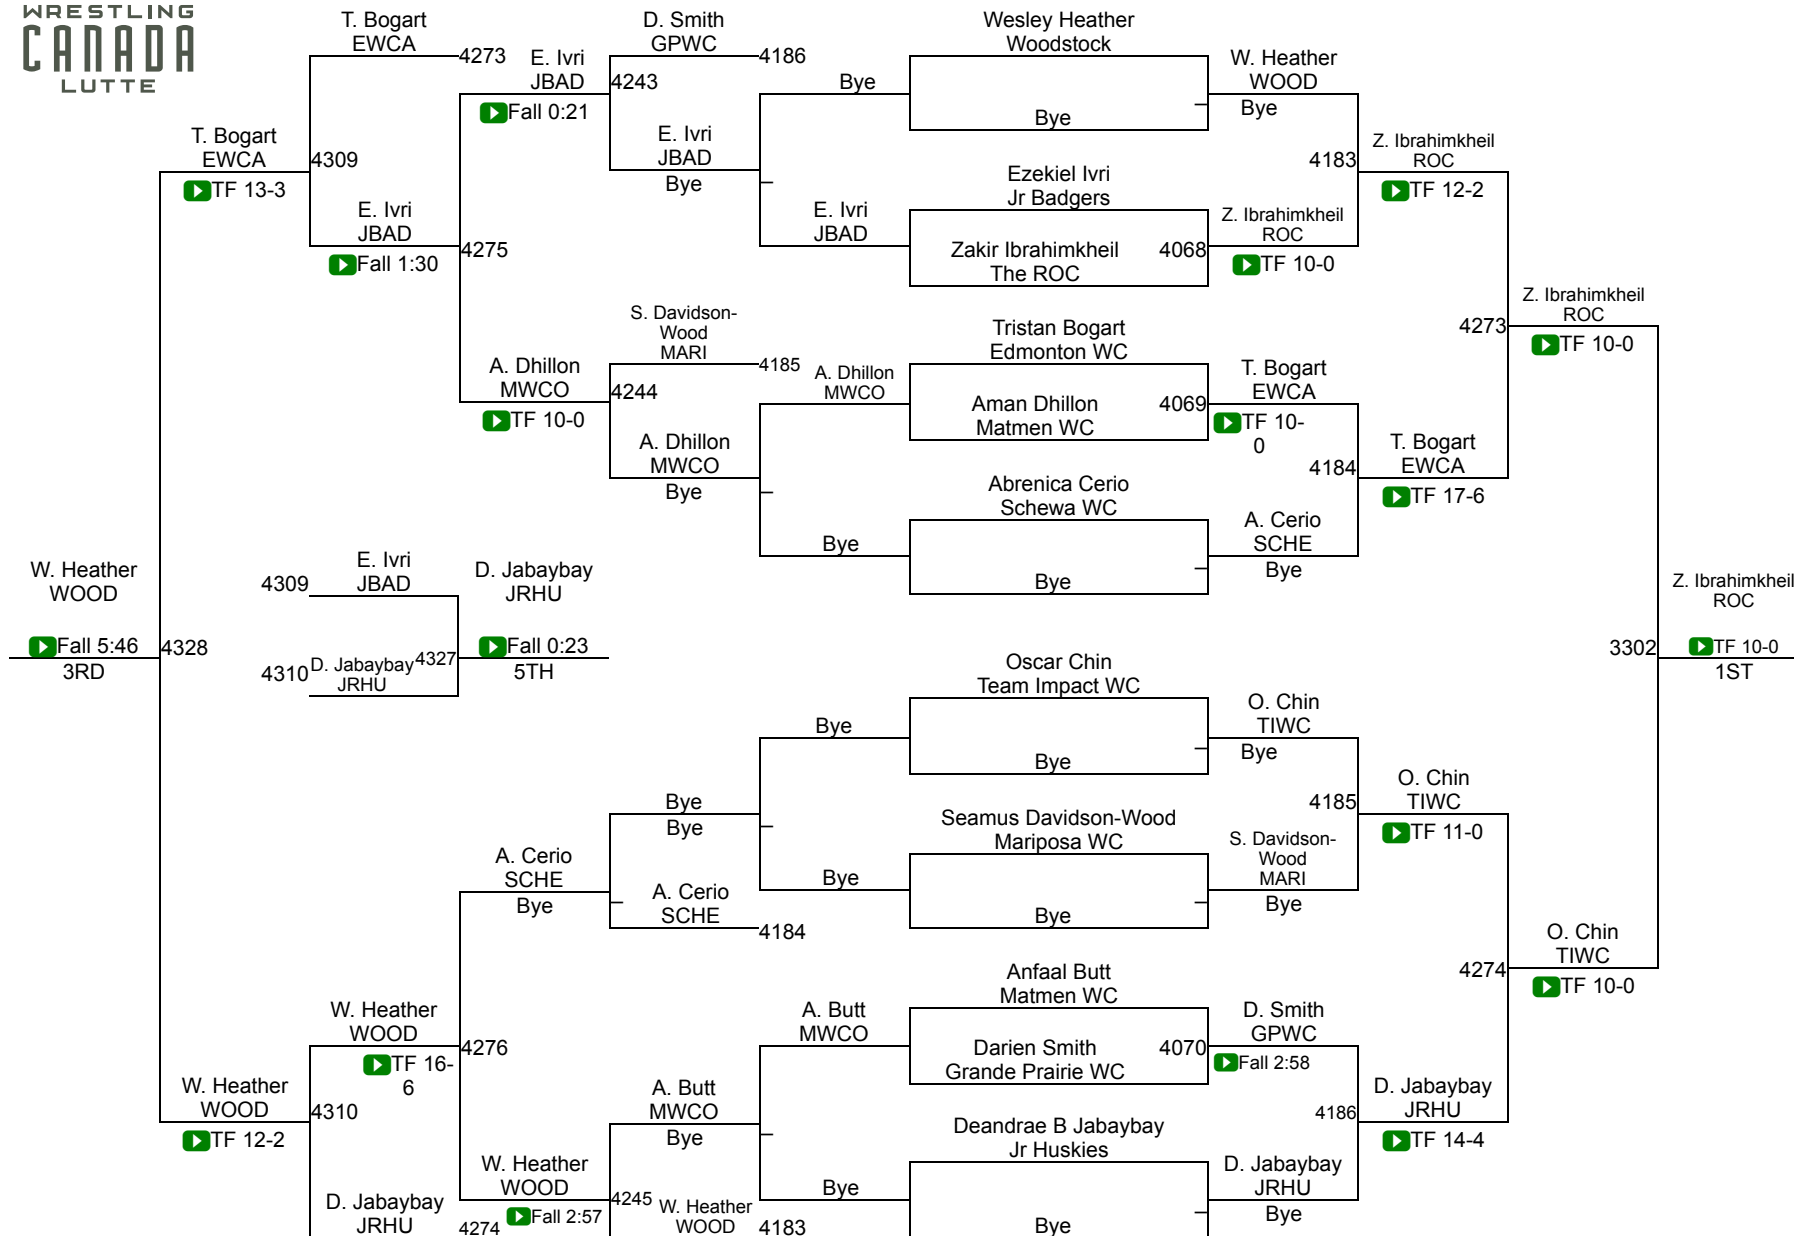 WRESTLING
CANADA
LUTTE
T. Bogart
EWCA
4273
E. Ivri
JBAD
Fall 0:21
D. Smith
GPWC
4186
4243
E. Ivri
JBAD
Bye
Bye
Wesley Heather
Woodstock
Bye
W. Heather
WOOD
Bye
T. Bogart
EWCA
TF 13-3
4309
E. Ivri
JBAD
Fall 1:30
4275
E. Ivri
JBAD
Ezekiel Ivri
Jr Badgers
Zakir Ibrahimkheil
The ROC
4068
Z. Ibrahimkheil
ROC
TF 10-0
4183
Z. Ibrahimkheil
ROC
TF 12-2
S. Davidson-
Wood
MARI
4185
A. Dhillon
MWCO
TF 10-0
4244
A. Dhillon
MWCO
Bye
A. Dhillon
MWCO
Tristan Bogart
Edmonton WC
Aman Dhillon
Matmen WC
4069
T. Bogart
EWCA
TF 10-
0
4273
Z. Ibrahimkheil
ROC
TF 10-0
4184
T. Bogart
EWCA
TF 17-6
Bye
Abrenica Cerio
Schewa WC
Bye
A. Cerio
SCHE
Bye
W. Heather
WOOD
Fall 5:46
3RD
4328
4309
E. Ivri
JBAD
4310
D. Jabaybay
JRHU
4327
D. Jabaybay
JRHU
Fall 0:23
5TH
3302
Z. Ibrahimkheil
ROC
TF 10-0
1ST
Bye
Oscar Chin
Team Impact WC
Bye
O. Chin
TIWC
Bye
Bye
Bye
4185
O. Chin
TIWC
TF 11-0
A. Cerio
SCHE
Bye
A. Cerio
SCHE
4184
Bye
Seamus Davidson-Wood
Mariposa WC
Bye
S. Davidson-
Wood
MARI
Bye
4274
O. Chin
TIWC
TF 10-0
W. Heather
WOOD
TF 16-
6
4276
A. Butt
MWCO
Anfaal Butt
Matmen WC
Darien Smith
Grande Prairie WC
4070
D. Smith
GPWC
Fall 2:58
W. Heather
WOOD
TF 12-2
4310
A. Butt
MWCO
Bye
4186
D. Jabaybay
JRHU
TF 14-4
D. Jabaybay
JRHU
4274
W. Heather
WOOD
Fall 2:57
4245
W. Heather
WOOD
4183
Bye
Deandrae B Jabaybay
Jr Huskies
Bye
D. Jabaybay
JRHU
Bye